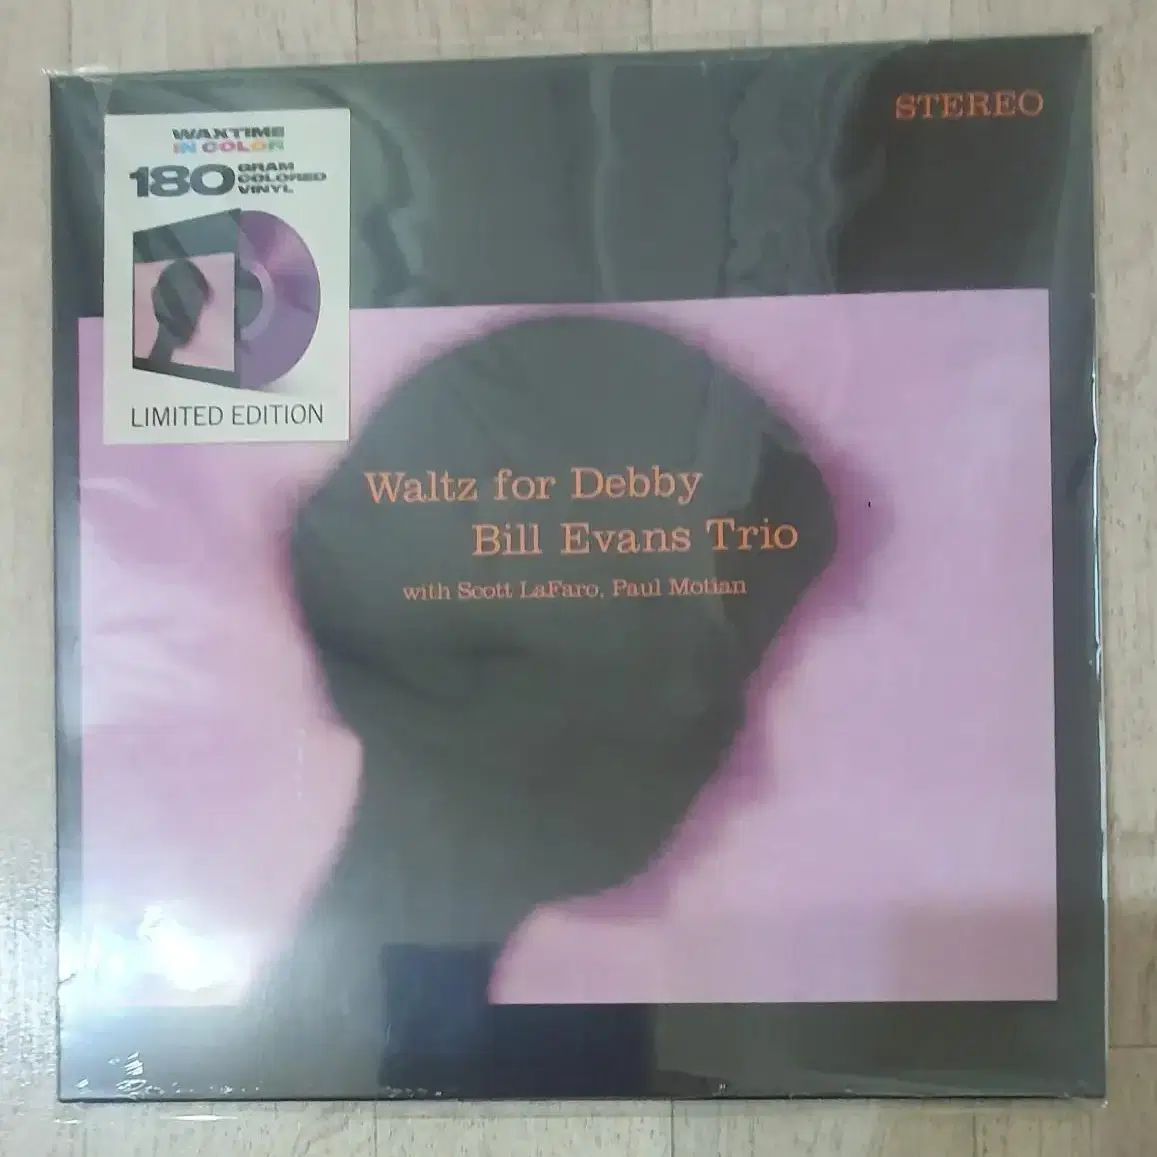 STEREO
WAXTIME
IN COLOR
180 GRAM
COLORED
VINYL
LIMITED EDITION
Waltz for Debby
Bill Evans Trio
with Scott LaFaro, Paul Motian